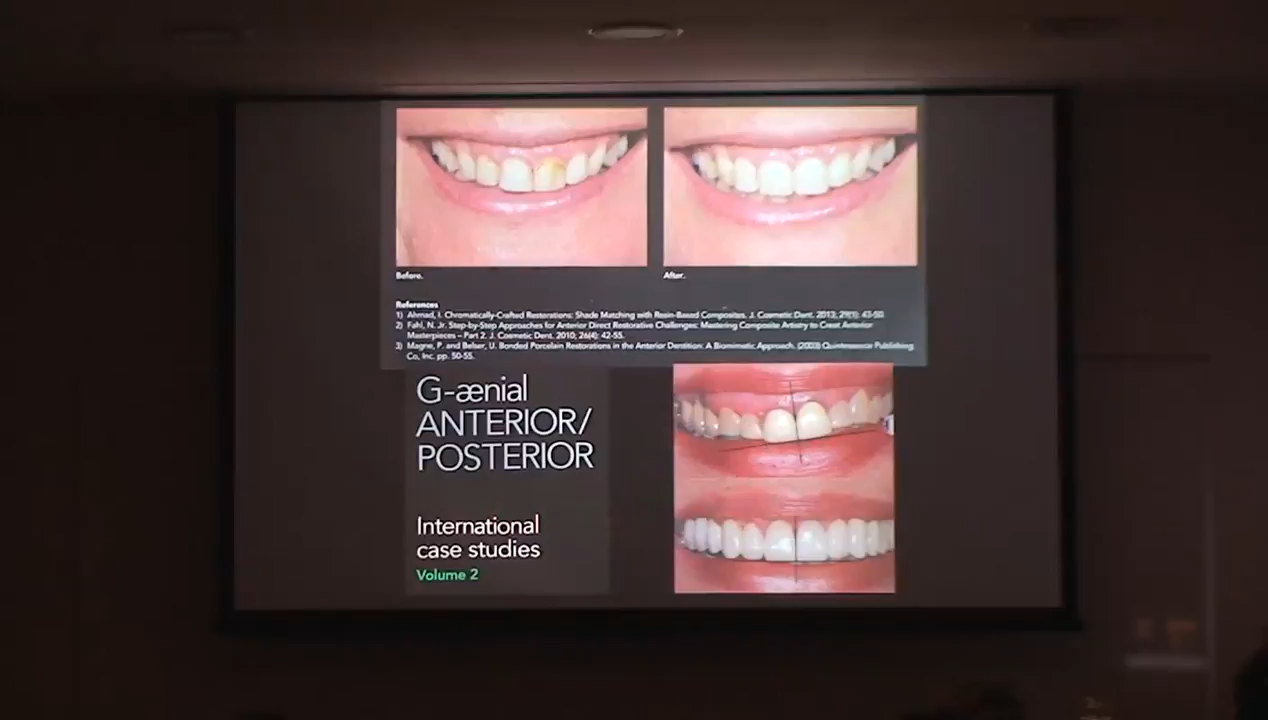 Before.
After.
References
1) Ahmad, I. Chromatically-Crafted Restorations: Shade Matching with Resin-Based Composites. J. Cosmetic Dent. 2013; 29(1): 43-50.
2) Fahl, N. Jr. Step-by-Step Approaches for Anterior Direct Restorative Challenges: Mastering Composite Artistry to Creat Anterior
Masterpieces – Part 2. J. Cosmetic Dent. 2010; 26(4): 42-55.
3) Magne, P. and Belser, U. Bonded Porcelain Restorations in the Anterior Dentition: A Biomimetic Approach. (2003) Quintessence Publishing
Co, Inc. pp. 50-55.
G-ænial
ANTERIOR/
POSTERIOR
International
case studies
Volume 2